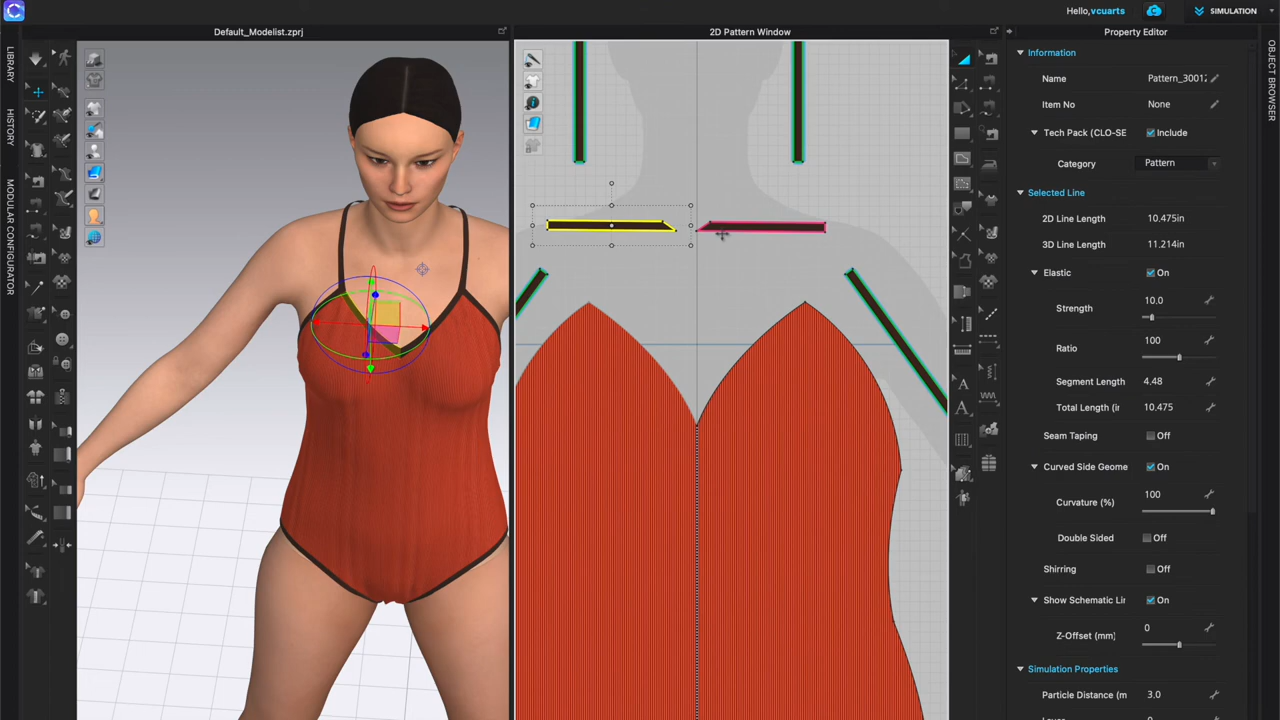 Hello,vcuarts
SIMULATION
Default_Modelist.zprj
2D Pattern Window
Property Editor
LIBRARY
HISTORY
MODULAR CONFIGURATOR
OBJECT BROWSER
Information
Name
Pattern_30012
Item No
None
Tech Pack (CLO-SE
Include
Category
Pattern
Selected Line
2D Line Length
10.475in
3D Line Length
11.214in
Elastic
On
Strength
10.0
Ratio
100
Segment Length
4.48
Total Length (ir
10.475
Seam Taping
Off
Curved Side Geome
On
Curvature (%)
100
Double Sided
Off
Shirring
Off
Show Schematic Lir
On
Z-Offset (mm)
0
Simulation Properties
Particle Distance (m
3.0